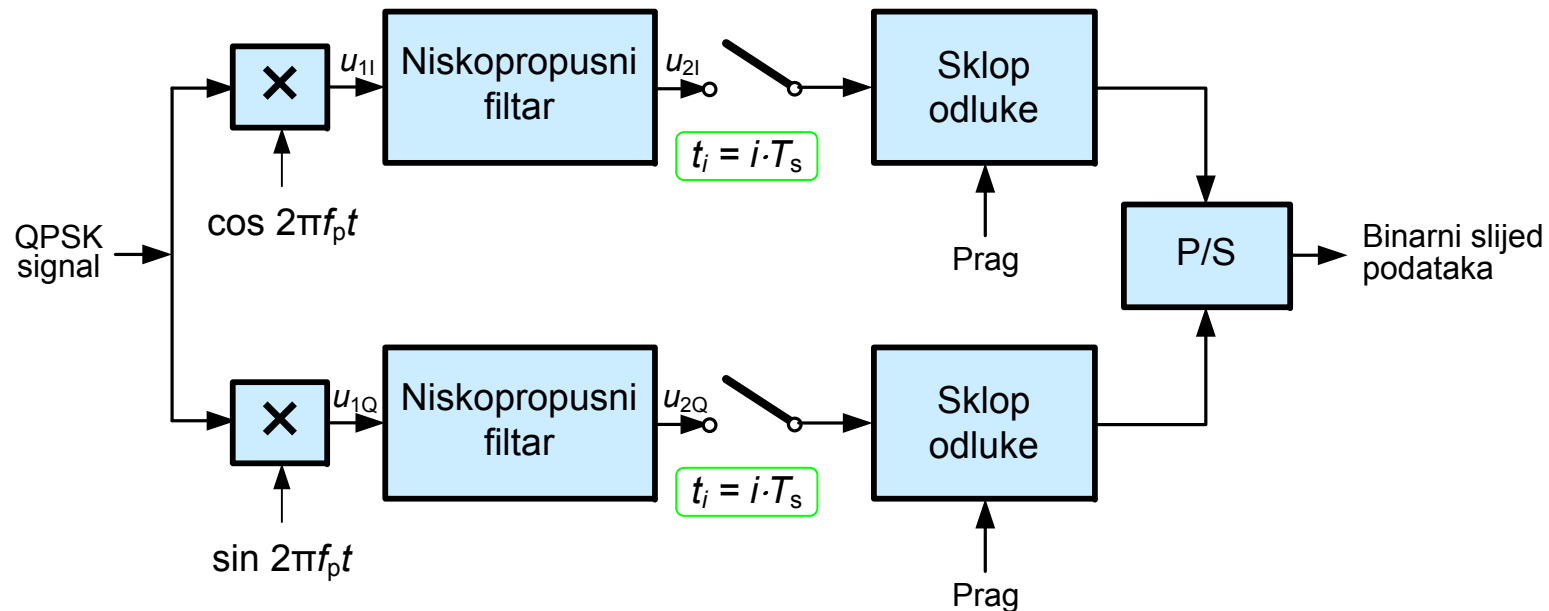 QPSK
signal
×
cos 2πfₚt
u₁I
Niskopropusni
filtar
u₂I
tᵢ = i·Tₛ
Sklop
odluke
Prag
×
sin 2πfₚt
u₁Q
Niskopropusni
filtar
u₂Q
tᵢ = i·Tₛ
Sklop
odluke
Prag
P/S
Binarni slijed
podataka